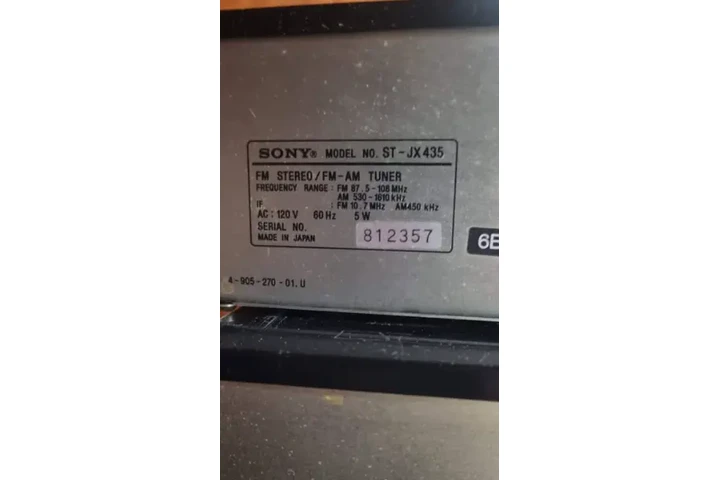 SONY® MODEL NO. ST-JX435
FM STEREO/FM-AM TUNER
FREQUENCY RANGE : FM 87.5-108 MHz
AM 530-1610 kHz
IF : FM 10.7 MHz AM450 kHz
AC : 120 V 60 Hz 5 W
SERIAL NO. 812357
MADE IN JAPAN
6E
4-905-270-01. U